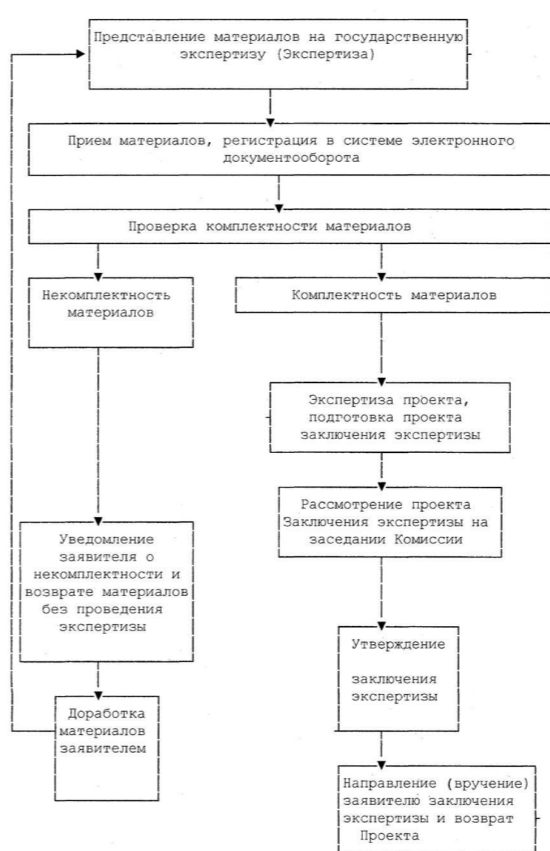 Представление материалов на государственную
экспертизу (Экспертиза)
Прием материалов, регистрация в системе электронного
документооборота
Проверка комплектности материалов
Некомплектность
материалов
Комплектность материалов
Экспертиза проекта,
подготовка проекта
заключения экспертизы
Рассмотрение проекта
Заключения экспертизы на
заседании Комиссии
Уведомление
заявителя о
некомплектности и
возврате материалов
без проведения
экспертизы
Утверждение
заключения
экспертизы
Доработка
материалов
заявителем
Направление (вручение)
заявителю заключения
экспертизы и возврат
Проекта